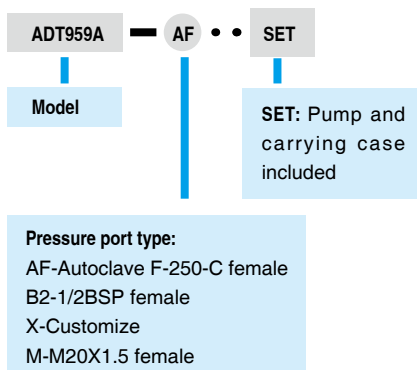 ADT959A — AF • • SET
Model
SET: Pump and
carrying case
included
Pressure port type:
AF-Autoclave F-250-C female
B2-1/2BSP female
X-Customize
M-M20X1.5 female